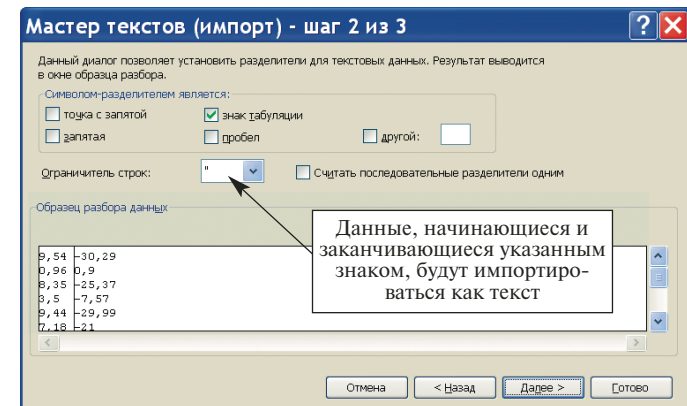 Мастер текстов (импорт) - шаг 2 из 3
Данный диалог позволяет установить разделители для текстовых данных. Результат выводится
в окне образца разбора.
Символом-разделителем является:
точка с запятой
знак табуляции
запятая
пробел
другой:
Ограничитель строк:
"
Считать последовательные разделители одним
Образец разбора данных
Данные, начинающиеся и
заканчивающиеся указанным
знаком, будут импортиро-
ваться как текст
9,54 -30,29
0,96 0,9
8,35 -25,37
3,5 -7,57
9,44 -29,99
7,18 -21
Отмена
< Назад
Далее >
Готово